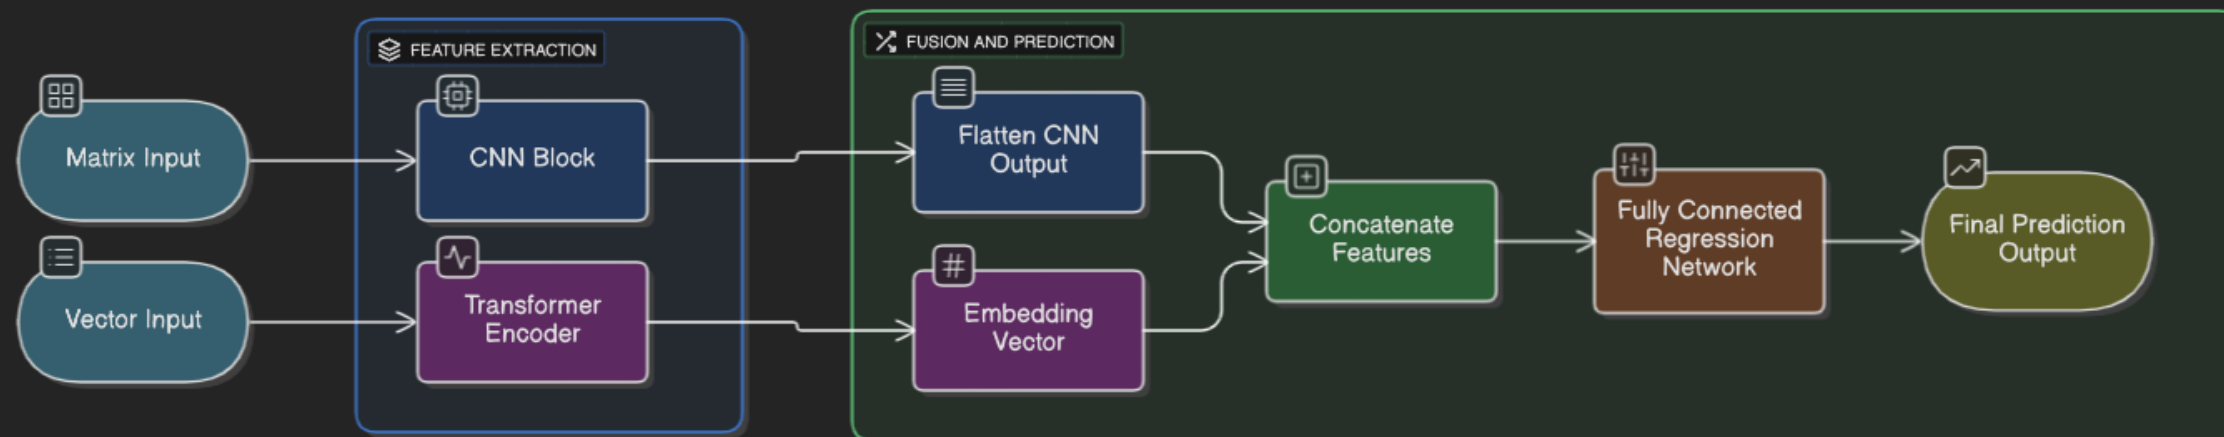 FEATURE EXTRACTION
FUSION AND PREDICTION
Matrix Input
CNN Block
Flatten CNN
Output
Vector Input
Transformer
Encoder
Embedding
Vector
Concatenate
Features
Fully Connected
Regression
Network
Final Prediction
Output